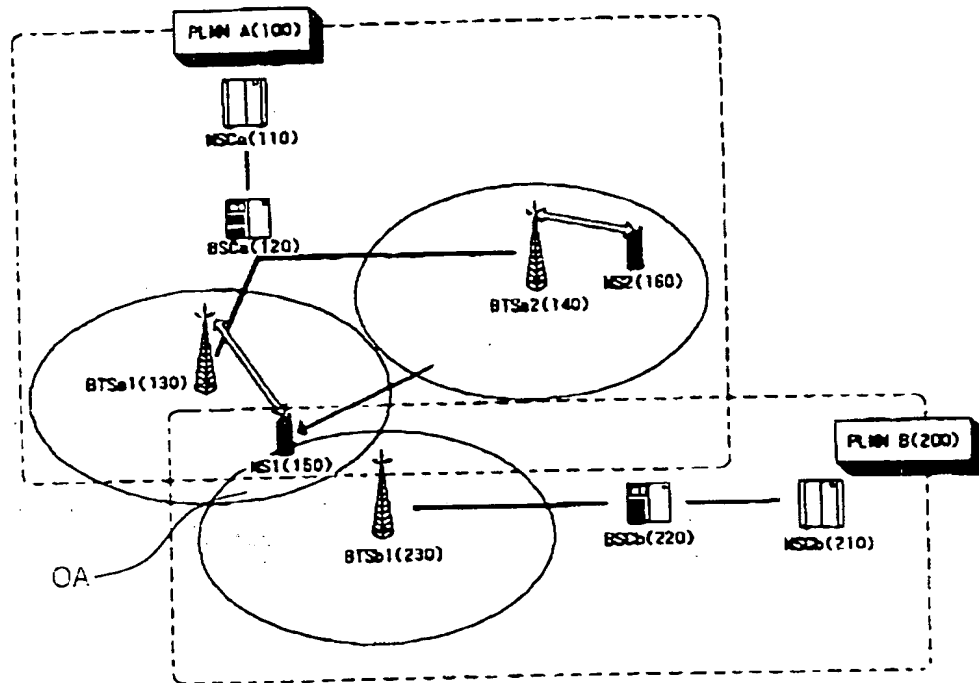 PLMN A(100)
MSCa(110)
BSCa(120)
BTSa2(140)
MS2(160)
BTSa1(130)
MS1(150)
PLMN B(200)
BTSb1(230)
BSCb(220)
MSCb(210)
OA